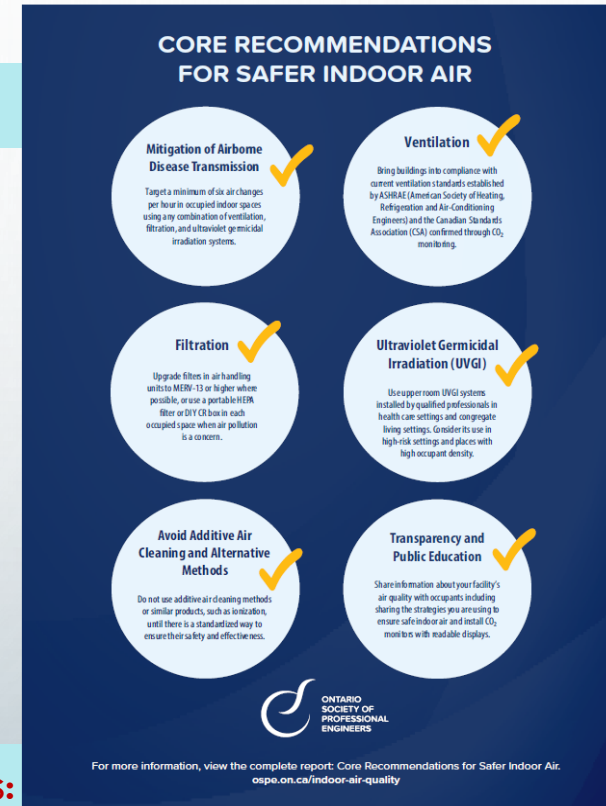 CORE RECOMMENDATIONS
FOR SAFER INDOOR AIR
Mitigation of Airborne
Disease Transmission
Target a minimum of six air changes
per hour in occupied indoor spaces
using any combination of ventilation,
filtration, and ultraviolet germicidal
irradiation systems.
Ventilation
Bring buildings into compliance with
current ventilation standards established
by ASHRAE (American Society of Heating,
Refrigeration and Air-Conditioning
Engineers) and the Canadian Standards
Association (CSA) confirmed through CO₂
monitoring.
Filtration
Upgrade filters in air handling
units to MERV-13 or higher where
possible, or use a portable HEPA
filter or DIY CR box in each
occupied space when air pollution
is a concern.
Ultraviolet Germicidal
Irradiation (UVGI)
Use upper room UVGI systems
installed by qualified professionals in
health care settings and congregate
living settings. Consider its use in
high-risk settings and places with
high occupant density.
Avoid Additive Air
Cleaning and Alternative
Methods
Do not use additive air cleaning methods
or similar products, such as ionization,
until there is a standardized way to
ensure their safety and effectiveness.
Transparency and
Public Education
Share information about your facility's
air quality with occupants including
sharing the strategies you are using to
ensure safe indoor air and install CO₂
monitors with readable displays.
ONTARIO
SOCIETY OF
PROFESSIONAL
ENGINEERS
For more information, view the complete report: Core Recommendations for Safer Indoor Air.
ospe.on.ca/indoor-air-quality
S: